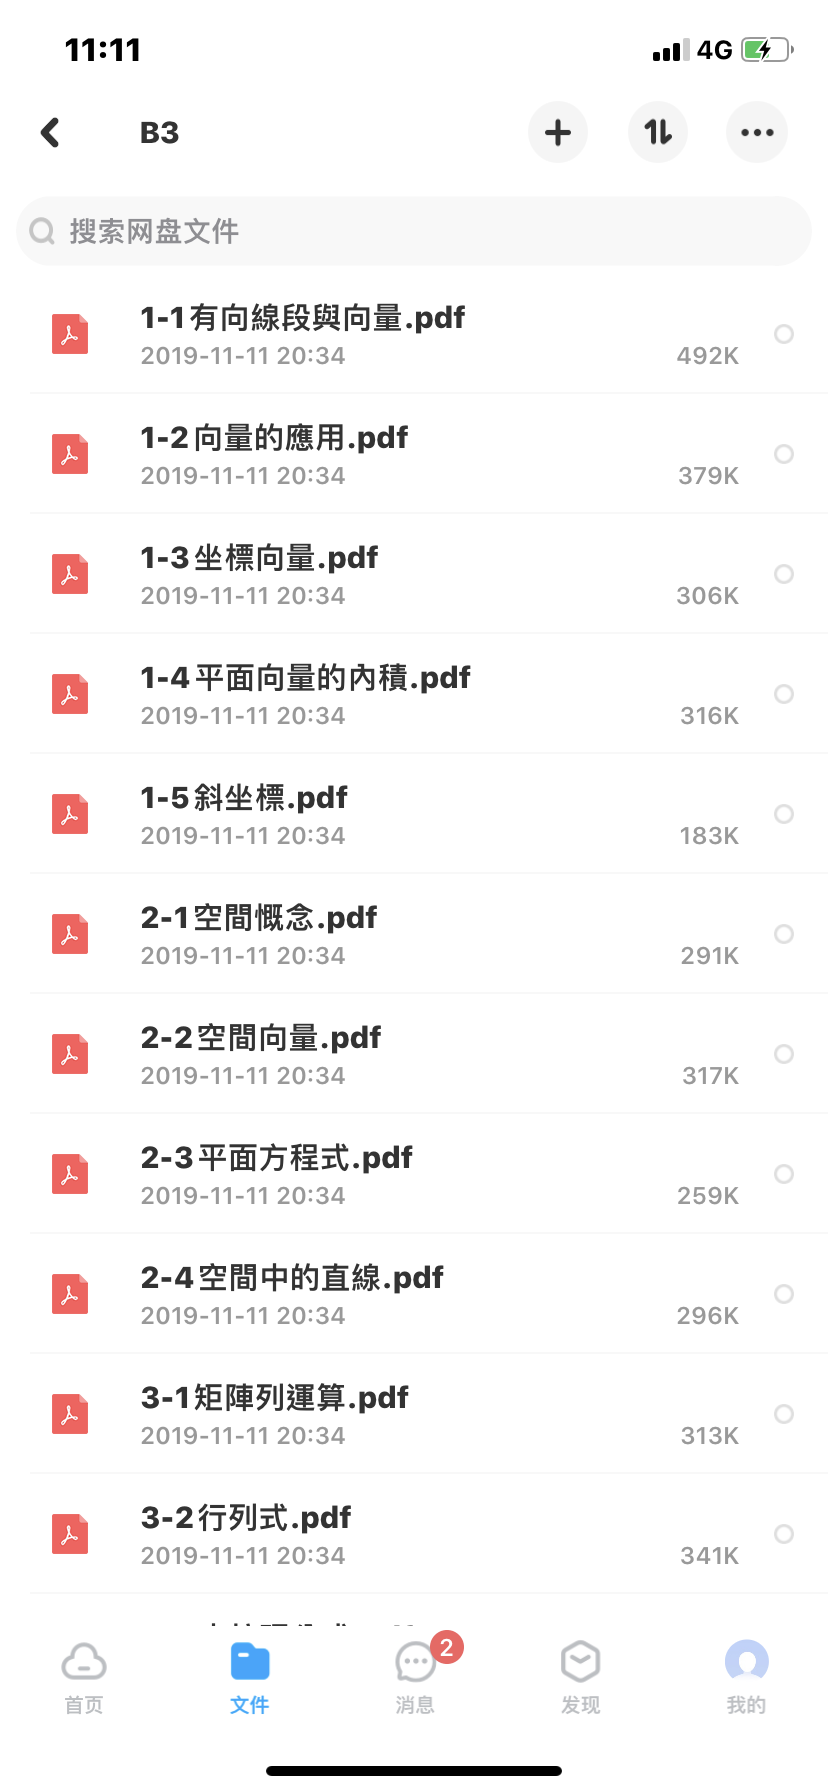 11:11
4G
B3
搜索网盘文件
1-1有向線段與向量.pdf
2019-11-11 20:34
492K
1-2向量的應用.pdf
2019-11-11 20:34
379K
1-3坐標向量.pdf
2019-11-11 20:34
306K
1-4平面向量的內積.pdf
2019-11-11 20:34
316K
1-5斜坐標.pdf
2019-11-11 20:34
183K
2-1空間慨念.pdf
2019-11-11 20:34
291K
2-2空間向量.pdf
2019-11-11 20:34
317K
2-3平面方程式.pdf
2019-11-11 20:34
259K
2-4空間中的直線.pdf
2019-11-11 20:34
296K
3-1矩陣列運算.pdf
2019-11-11 20:34
313K
3-2行列式.pdf
2019-11-11 20:34
341K
2
首页
文件
消息
发现
我的